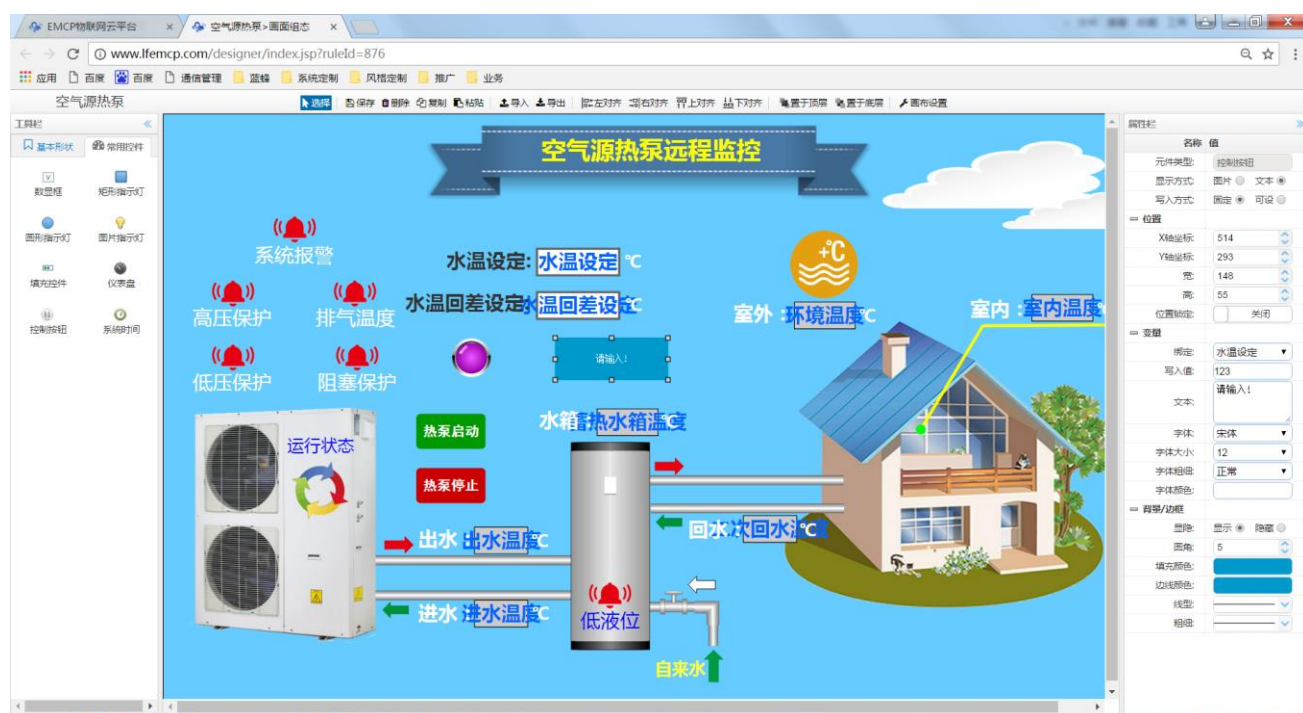 EMCP物联网云平台
空气源热泵>画面组态
www.lfemcp.com/designer/index.jsp?ruleId=876
应用 百度 百度 通信管理 蓝蜂 系统定制 风格定制 推广 业务
空气源热泵
选择 保存 删除 复制 粘贴 导入 导出 左对齐 右对齐 上对齐 下对齐 置于顶层 置于底层 画布设置
工具栏
基本形状 常用控件
数显框 矩形指示灯
圆形指示灯 图片指示灯
填充控件 仪表盘
控制按钮 系统时间
空气源热泵远程监控
系统报警
水温设定: 水温设定 ℃
高压保护 排气温度
水温回差设定: 水温回差设定 ℃
+℃
室外：环境温度℃
室内：室内温度
低压保护 阻塞保护
请输入!
运行状态
热泵启动
热泵停止
水箱
热水箱温度
出水 出水温度℃
回水：次回水温 ℃
进水 进水温度℃
低液位
自来水
属性栏
名称 值
元件类型: 控制按钮
显示方式: 图片 文本
写入方式: 固定 可设
位置
X轴坐标: 514
Y轴坐标: 293
宽: 148
高: 55
位置锁定: 关闭
变量
绑定: 水温设定
写入值: 123
文本: 请输入!
字体: 宋体
字体大小: 12
字体粗细: 正常
字体颜色:
背景/边框
显隐: 显示 隐藏
圆角: 5
填充颜色:
边线颜色:
线型:
粗细: